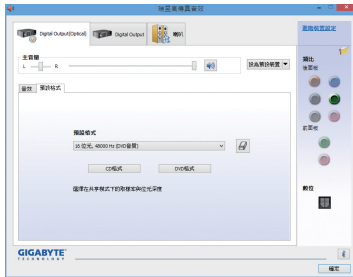 瑞昱高傳真音效
Digital Output(Optical)
Digital Output
喇叭
進階裝置設定
主音量
L
R
設為預設裝置
類比
後面板
音效
預設格式
預設格式
16 位元, 48000 Hz (DVD音質)
CD格式
DVD格式
選擇在共享模式下的取樣率與位元深度
前面板
數位
GIGABYTE™
TECHNOLOGY
確定